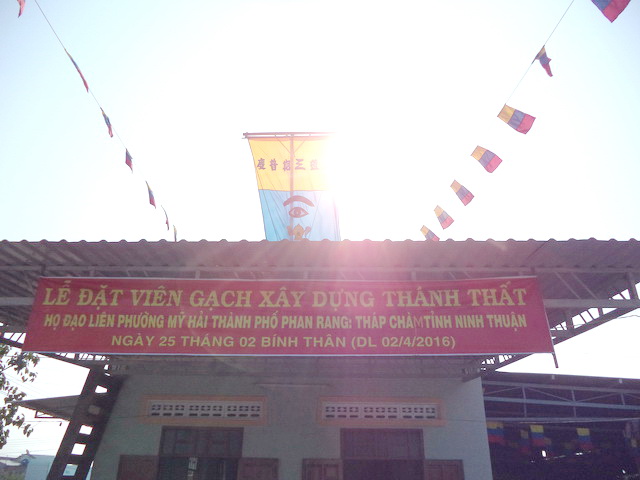 LỄ ĐẶT VIÊN GẠCH XÂY DỰNG THÁNH THẤT
HỌ ĐẠO LIÊN PHƯỜNG MỸ HẢI THÀNH PHỐ PHAN RANG: THÁP CHÀM TỈNH NINH THUẬN
NGÀY 25 THÁNG 02 BÍNH THÂN (DL 02/4/2016)